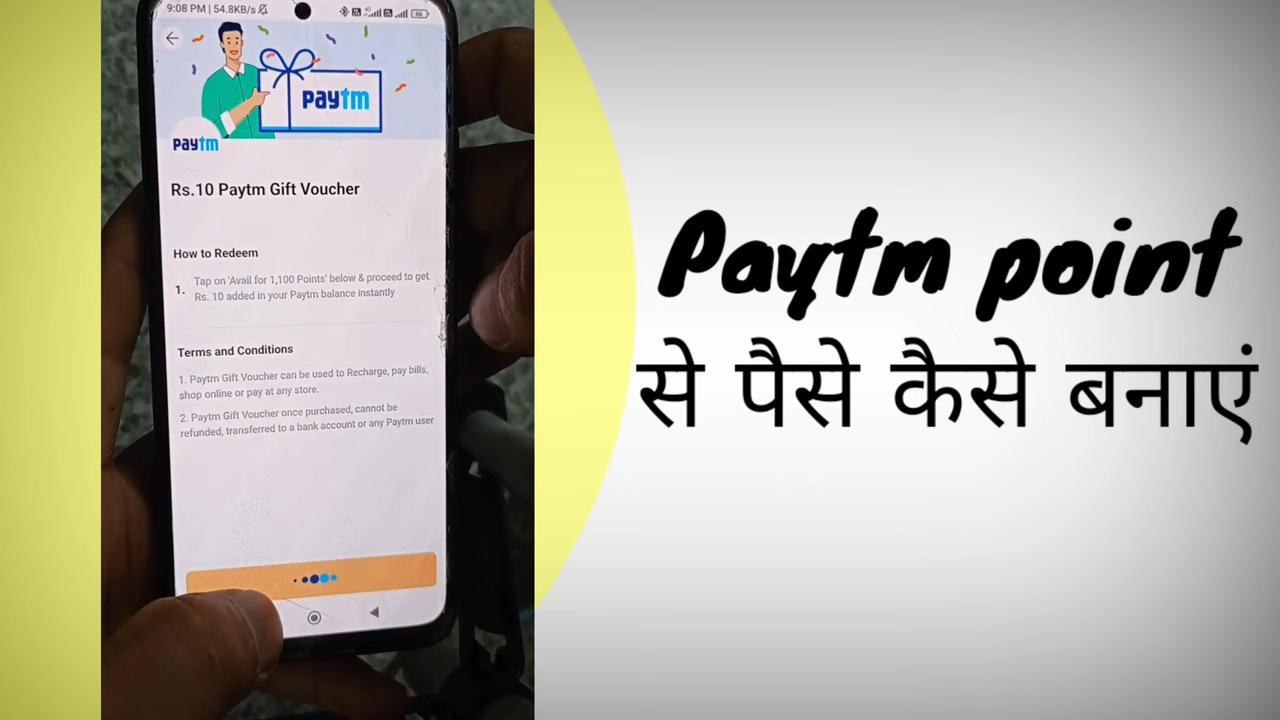 9:08 PM | 54.8KB/s
66
paytm
paytm
Rs.10 Paytm Gift Voucher
How to Redeem
1. Tap on 'Avail for 1,100 Points' below & proceed to get
Rs. 10 added in your Paytm balance instantly
Terms and Conditions
1. Paytm Gift Voucher can be used to Recharge, pay bills,
shop online or pay at any store.
2. Paytm Gift Voucher once purchased, cannot be
refunded, transferred to a bank account or any Paytm user
Paytm point
से पैसे कैसे बनाएं